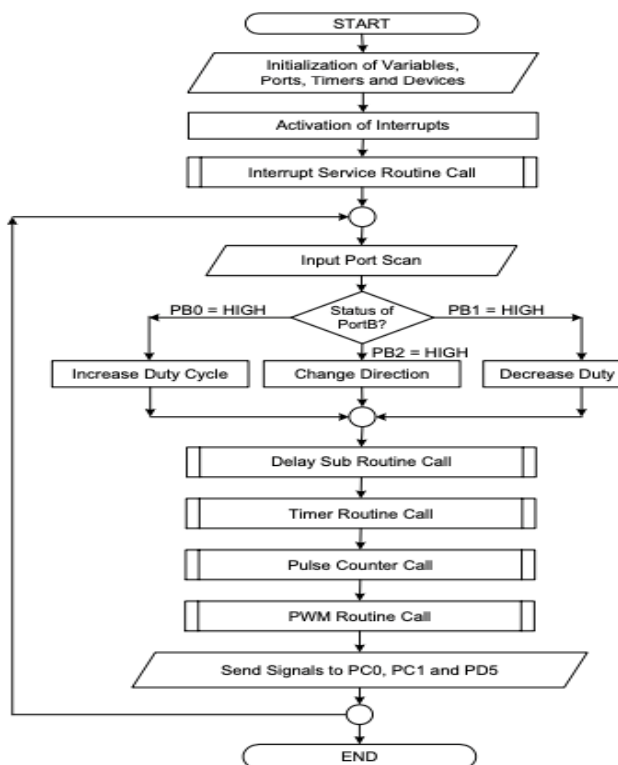 START
Initialization of Variables,
Ports, Timers and Devices
Activation of Interrupts
Interrupt Service Routine Call
Input Port Scan
PB0 = HIGH
Status of
PortB?
PB1 = HIGH
PB2 = HIGH
Increase Duty Cycle
Change Direction
Decrease Duty
Delay Sub Routine Call
Timer Routine Call
Pulse Counter Call
PWM Routine Call
Send Signals to PC0, PC1 and PD5
END